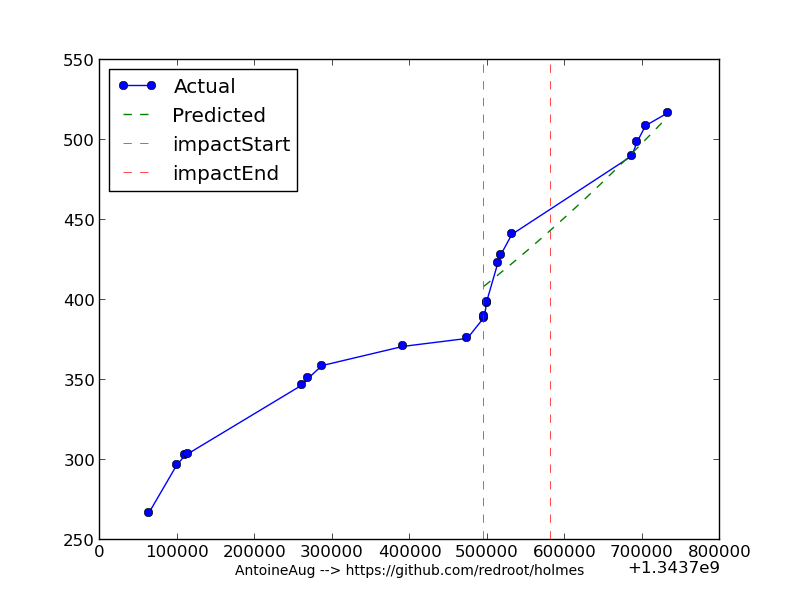 550
500
450
400
350
300
250
Actual
Predicted
impactStart
impactEnd
0 100000 200000 300000 400000 500000 600000 700000 800000
+1.3437e9
AntoineAug --> https://github.com/redroot/holmes